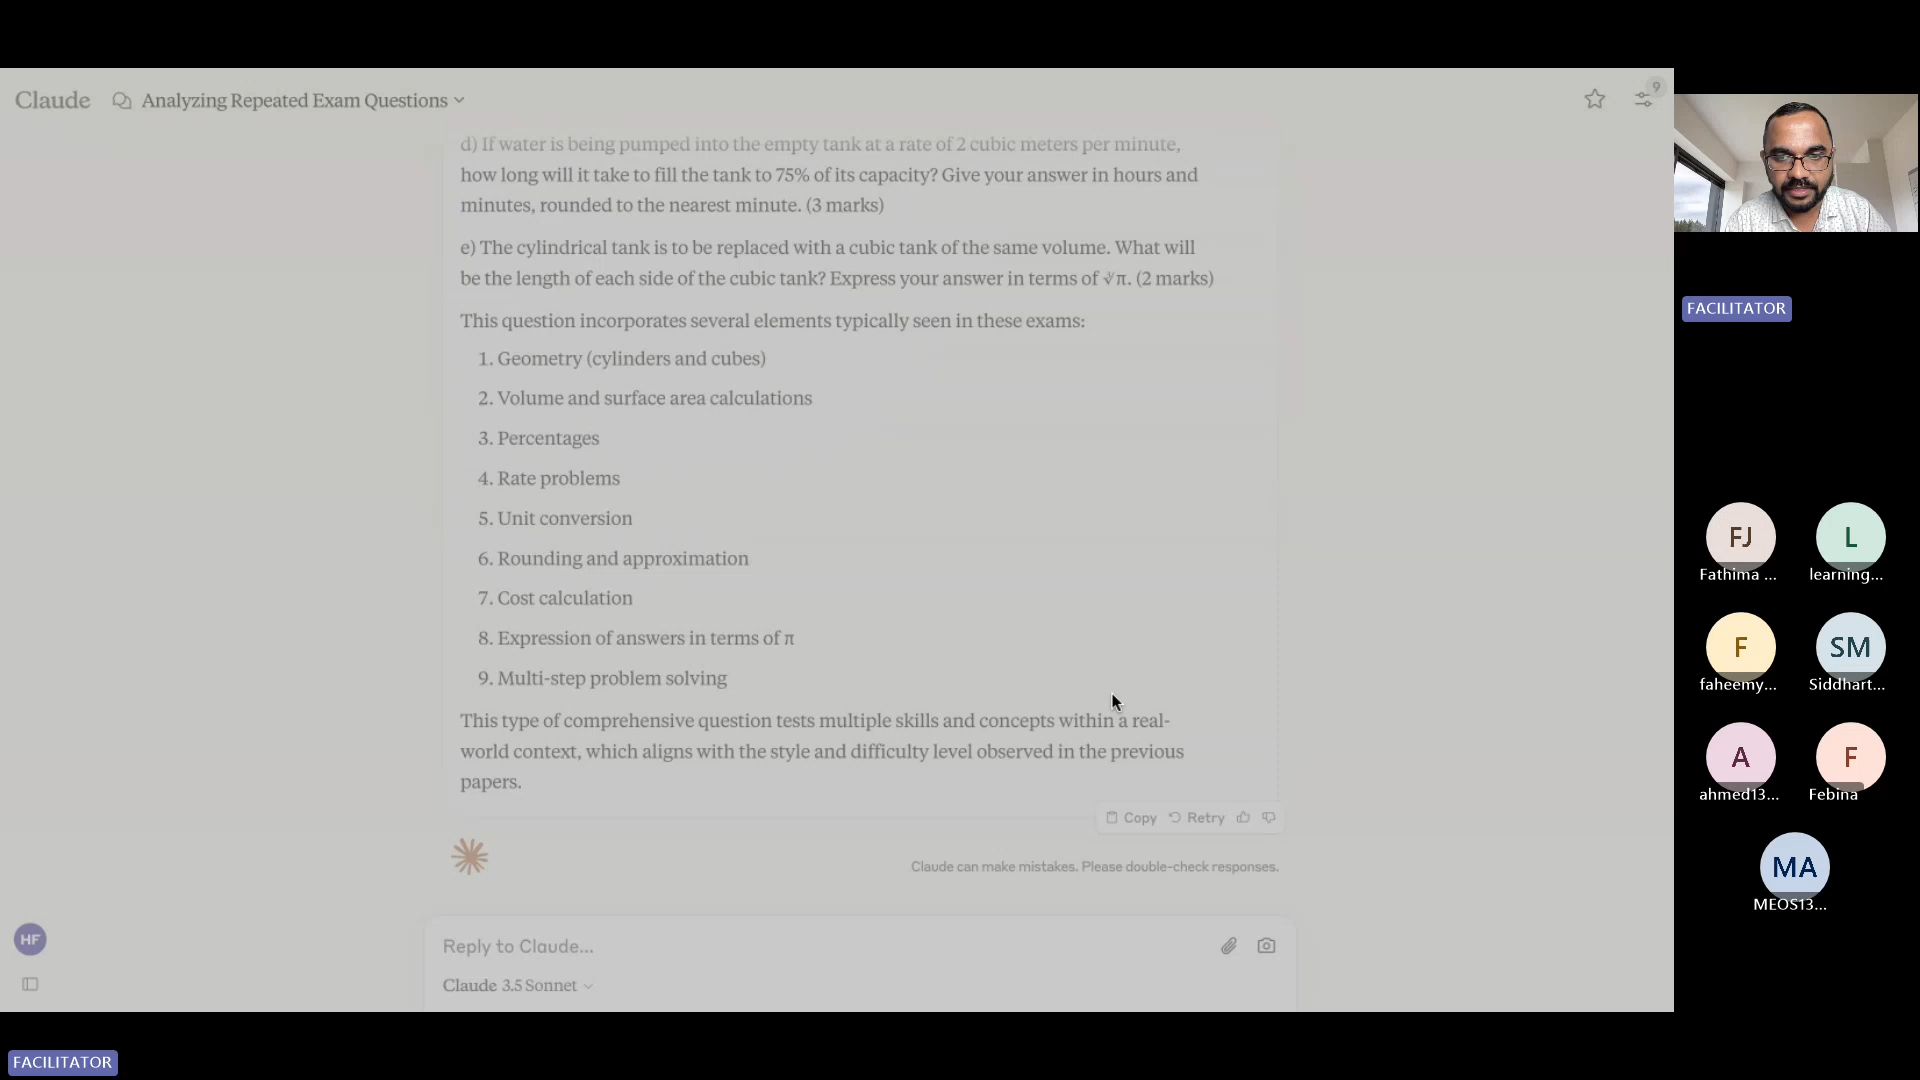 Claude
Analyzing Repeated Exam Questions
9
d) If water is being pumped into the empty tank at a rate of 2 cubic meters per minute,
how long will it take to fill the tank to 75% of its capacity? Give your answer in hours and
minutes, rounded to the nearest minute. (3 marks)
e) The cylindrical tank is to be replaced with a cubic tank of the same volume. What will
be the length of each side of the cubic tank? Express your answer in terms of ∛π. (2 marks)
This question incorporates several elements typically seen in these exams:
1. Geometry (cylinders and cubes)
2. Volume and surface area calculations
3. Percentages
4. Rate problems
5. Unit conversion
6. Rounding and approximation
7. Cost calculation
8. Expression of answers in terms of π
9. Multi-step problem solving
This type of comprehensive question tests multiple skills and concepts within a real-
world context, which aligns with the style and difficulty level observed in the previous
papers.
Copy Retry
Claude can make mistakes. Please double-check responses.
HF
Reply to Claude...
Claude 3.5 Sonnet
FACILITATOR
FACILITATOR
FJ
Fathima ...
L
learning...
F
faheemy...
SM
Siddhart...
A
ahmed13...
F
Febina
MA
MEOS13...